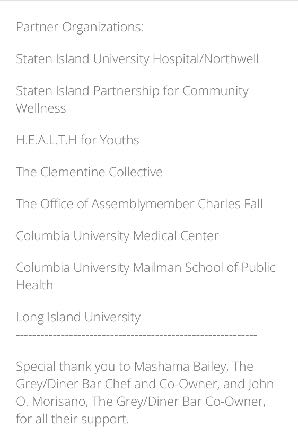 Partner Organizations:
Staten Island University Hospital/Northwell
Staten Island Partnership for Community
Wellness
H.E.A.L.T.H for Youths
The Clementine Collective
The Office of Assemblymember Charles Fall
Columbia University Medical Center
Columbia University Mailman School of Public
Health
Long Island University
------------------------------------------------------------
Special thank you to Mashama Bailey, The
Grey/Diner Bar Chef and Co-Owner, and John
O. Morisano, The Grey/Diner Bar Co-Owner,
for all their support.